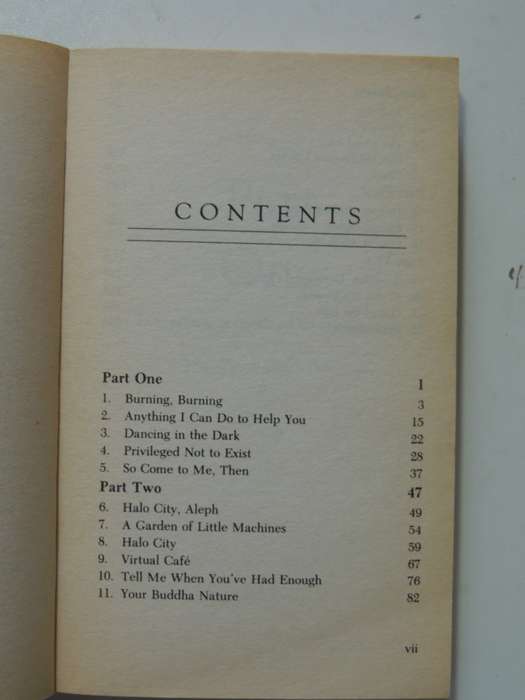 CONTENTS
Part One 1
1. Burning, Burning 3
2. Anything I Can Do to Help You 15
3. Dancing in the Dark 22
4. Privileged Not to Exist 28
5. So Come to Me, Then 37
Part Two 47
6. Halo City, Aleph 49
7. A Garden of Little Machines 54
8. Halo City 59
9. Virtual Café 67
10. Tell Me When You've Had Enough 76
11. Your Buddha Nature 82
vii